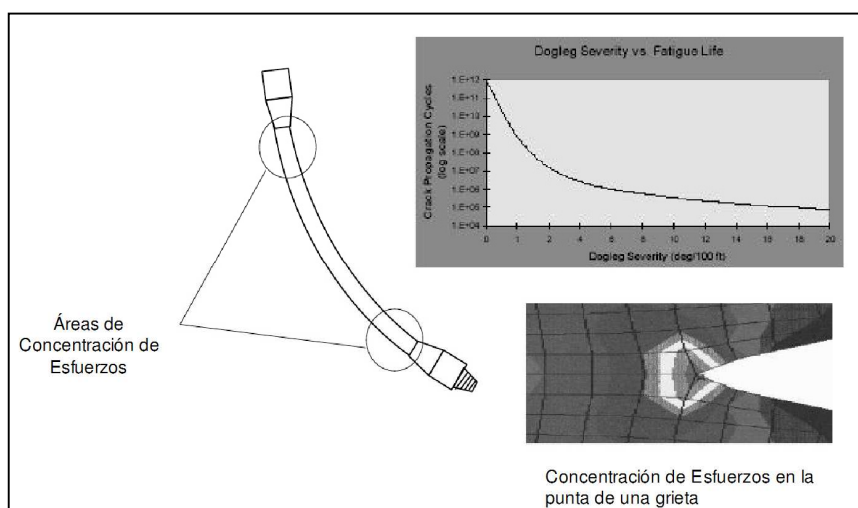 Dogleg Severity vs. Fatigue Life
Crack Propagation Cycles
(log scale)
1.E+12
1.E+11
1.E+10
1.E+09
1.E+08
1.E+07
1.E+06
1.E+05
1.E+04
0 1 2 4 6 8 10 12 14 16 18 20
Dogleg Severity (deg/100 ft)
Áreas de
Concentración de
Esfuerzos
Concentración de Esfuerzos en la
punta de una grieta